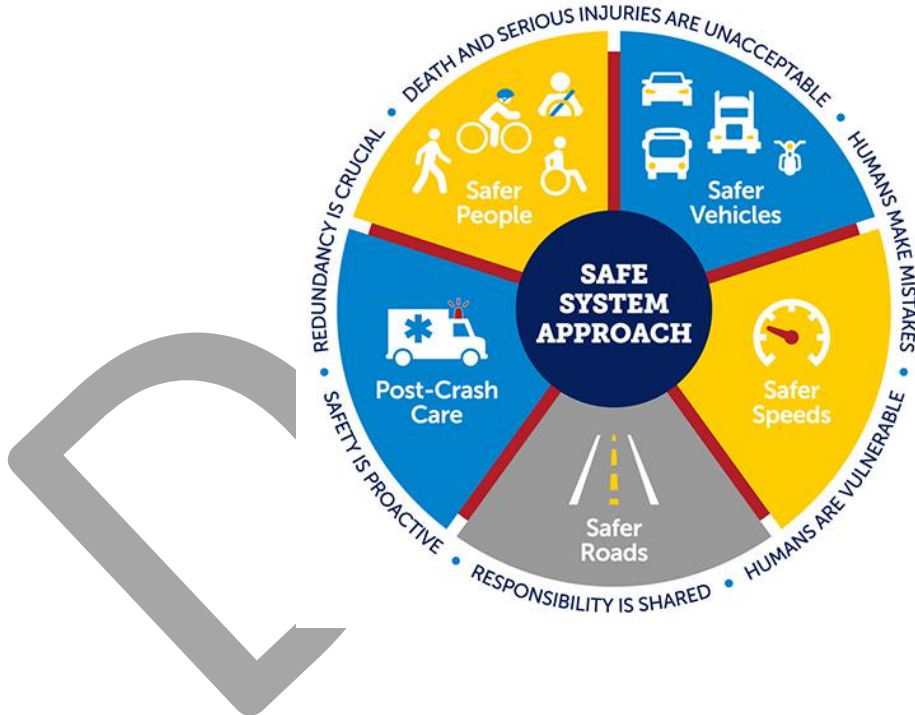 DEATH AND SERIOUS INJURIES ARE UNACCEPTABLE
HUMANS MAKE MISTAKES
HUMANS ARE VULNERABLE
RESPONSIBILITY IS SHARED
SAFETY IS PROACTIVE
REDUNDANCY IS CRUCIAL
Safer
People
Safer
Vehicles
SAFE
SYSTEM
APPROACH
Post-Crash
Care
Safer
Speeds
Safer
Roads